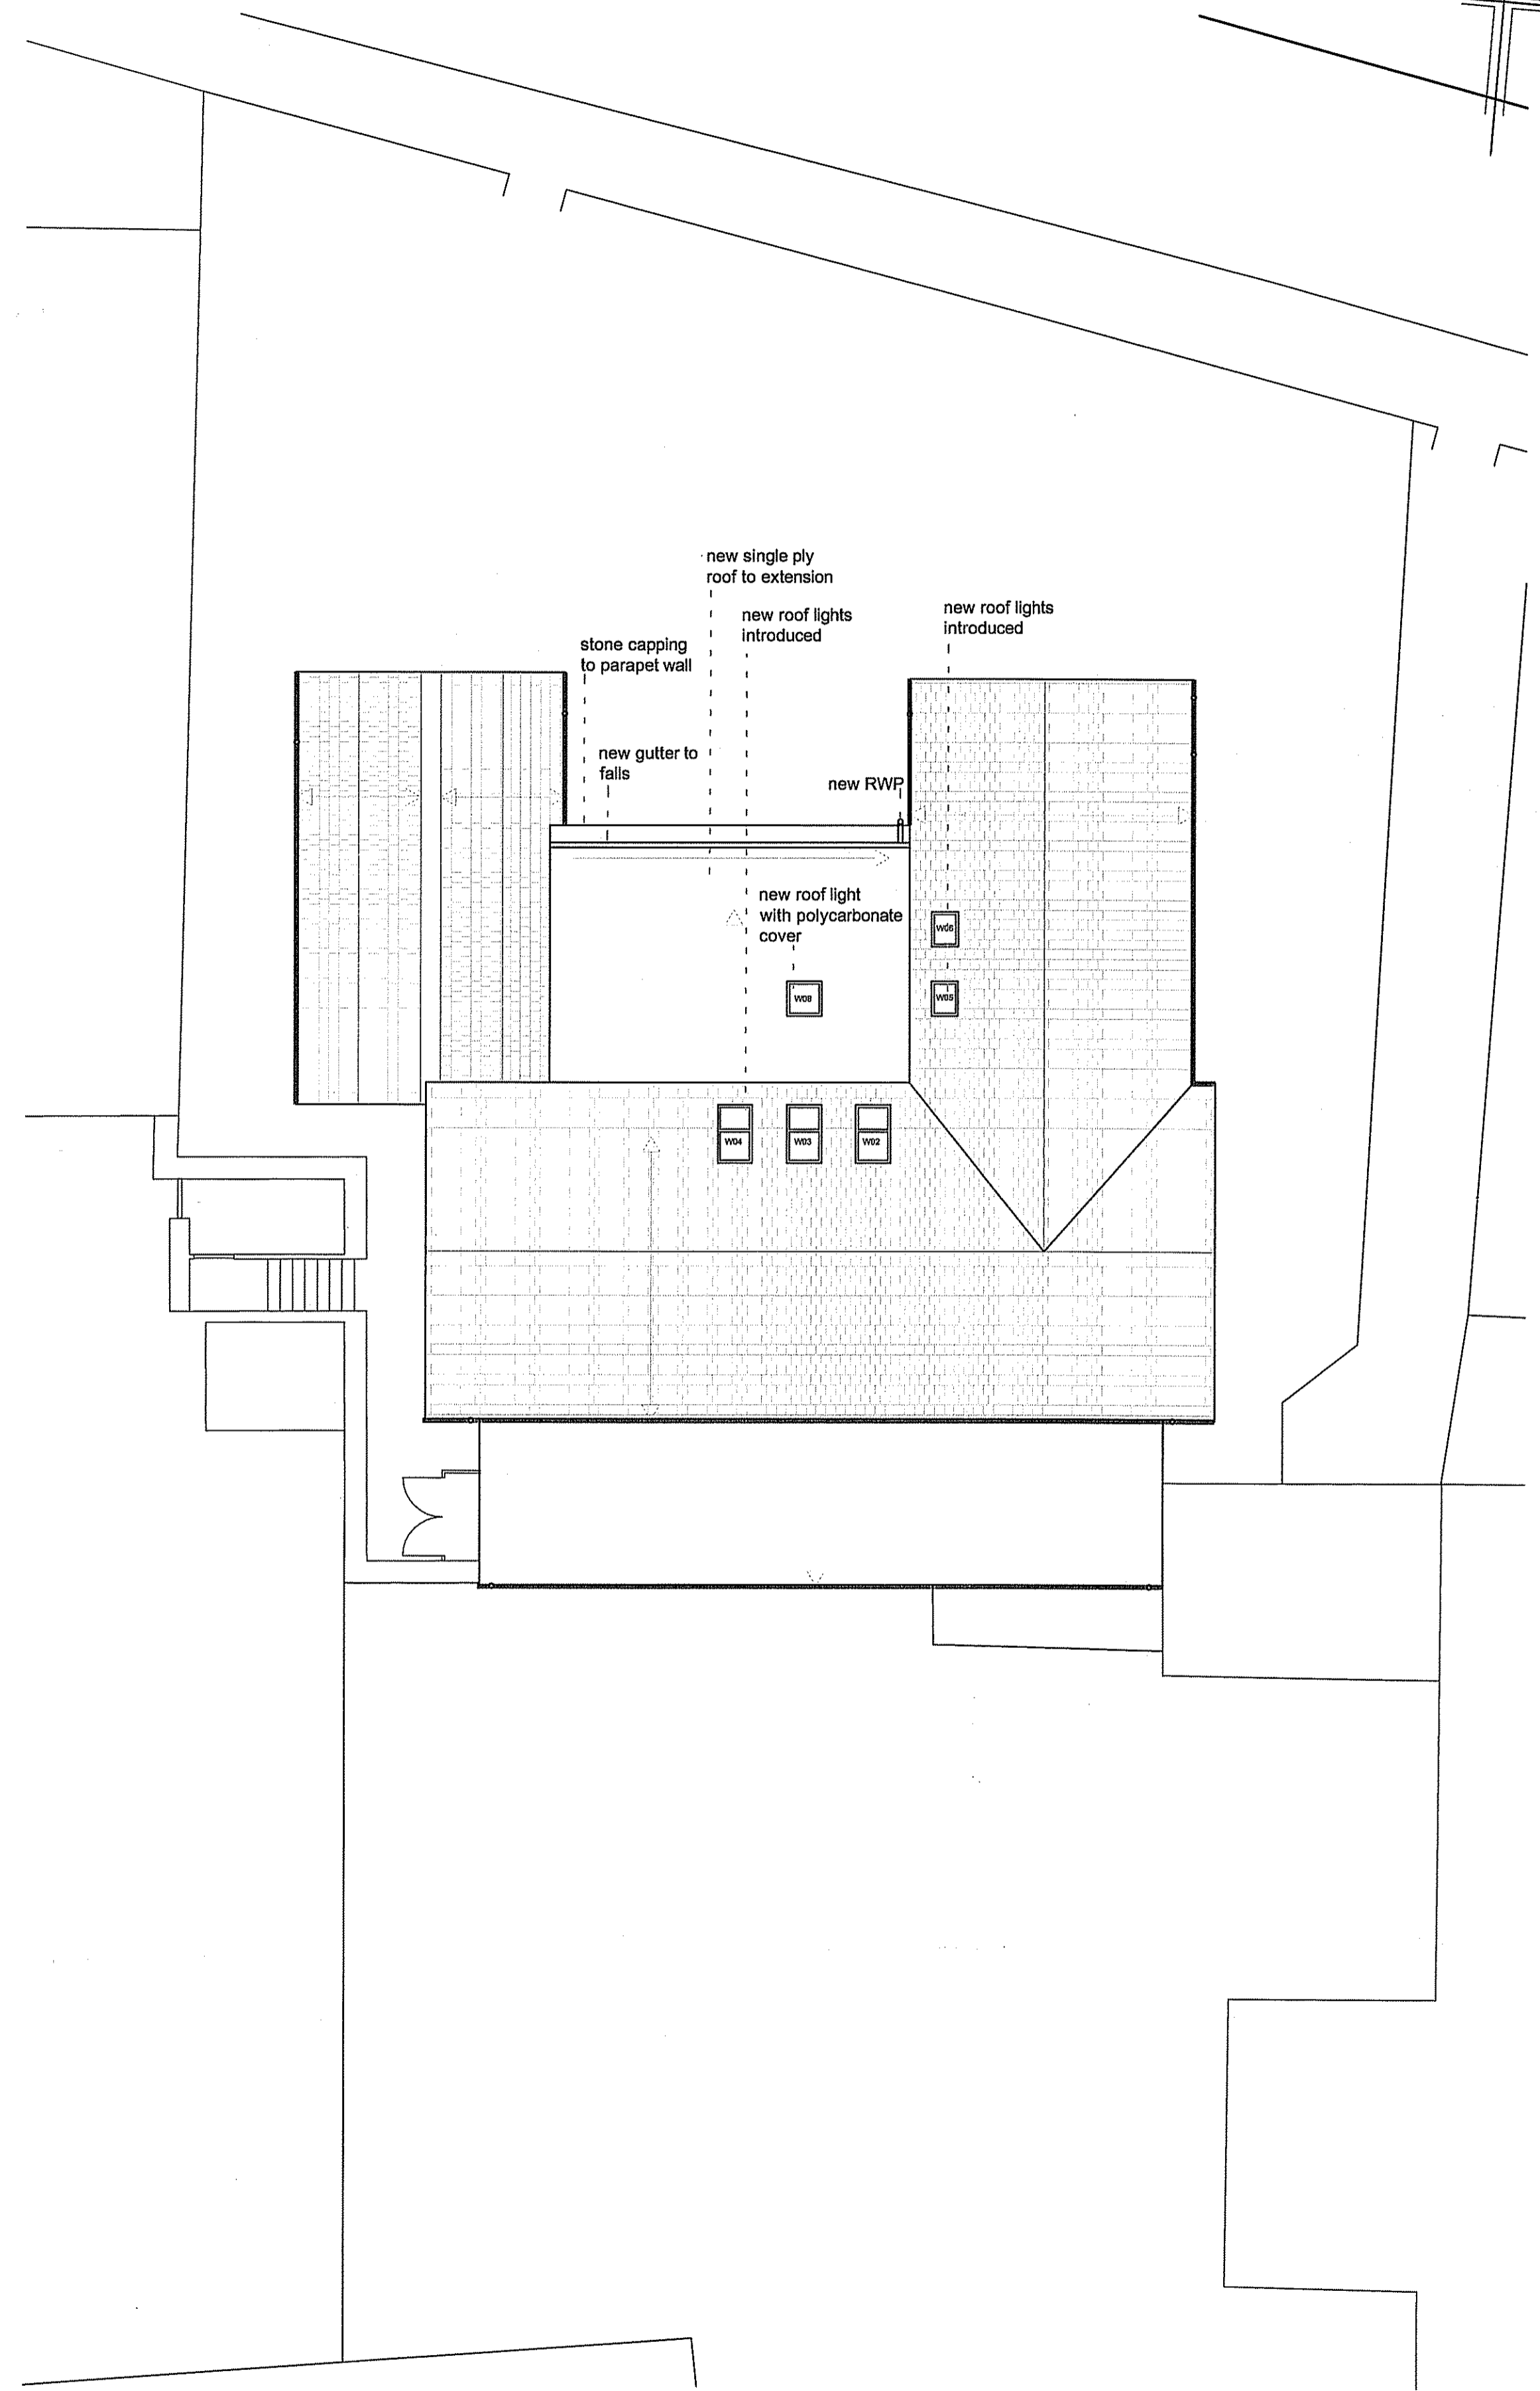 new single ply
roof to extension
new roof lights
introduced
new roof lights
introduced
stone capping
to parapet wall
new gutter to
falls
new RWP
new roof light
with polycarbonate
cover
W06
W08
W05
W04
W03
W02